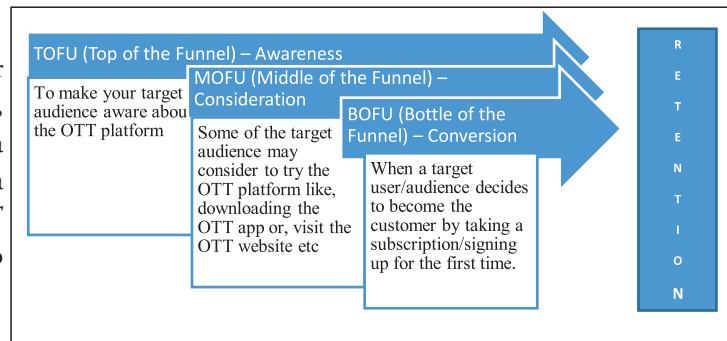 TOFU (Top of the Funnel) – Awareness
To make your target
audience aware abou
the OTT platform
MOFU (Middle of the Funnel) –
Consideration
Some of the target
audience may
consider to try the
OTT platform like,
downloading the
OTT app or, visit the
OTT website etc
BOFU (Bottle of the
Funnel) – Conversion
When a target
user/audience decides
to become the
customer by taking a
subscription/signing
up for the first time.
R
E
T
E
N
T
I
O
N